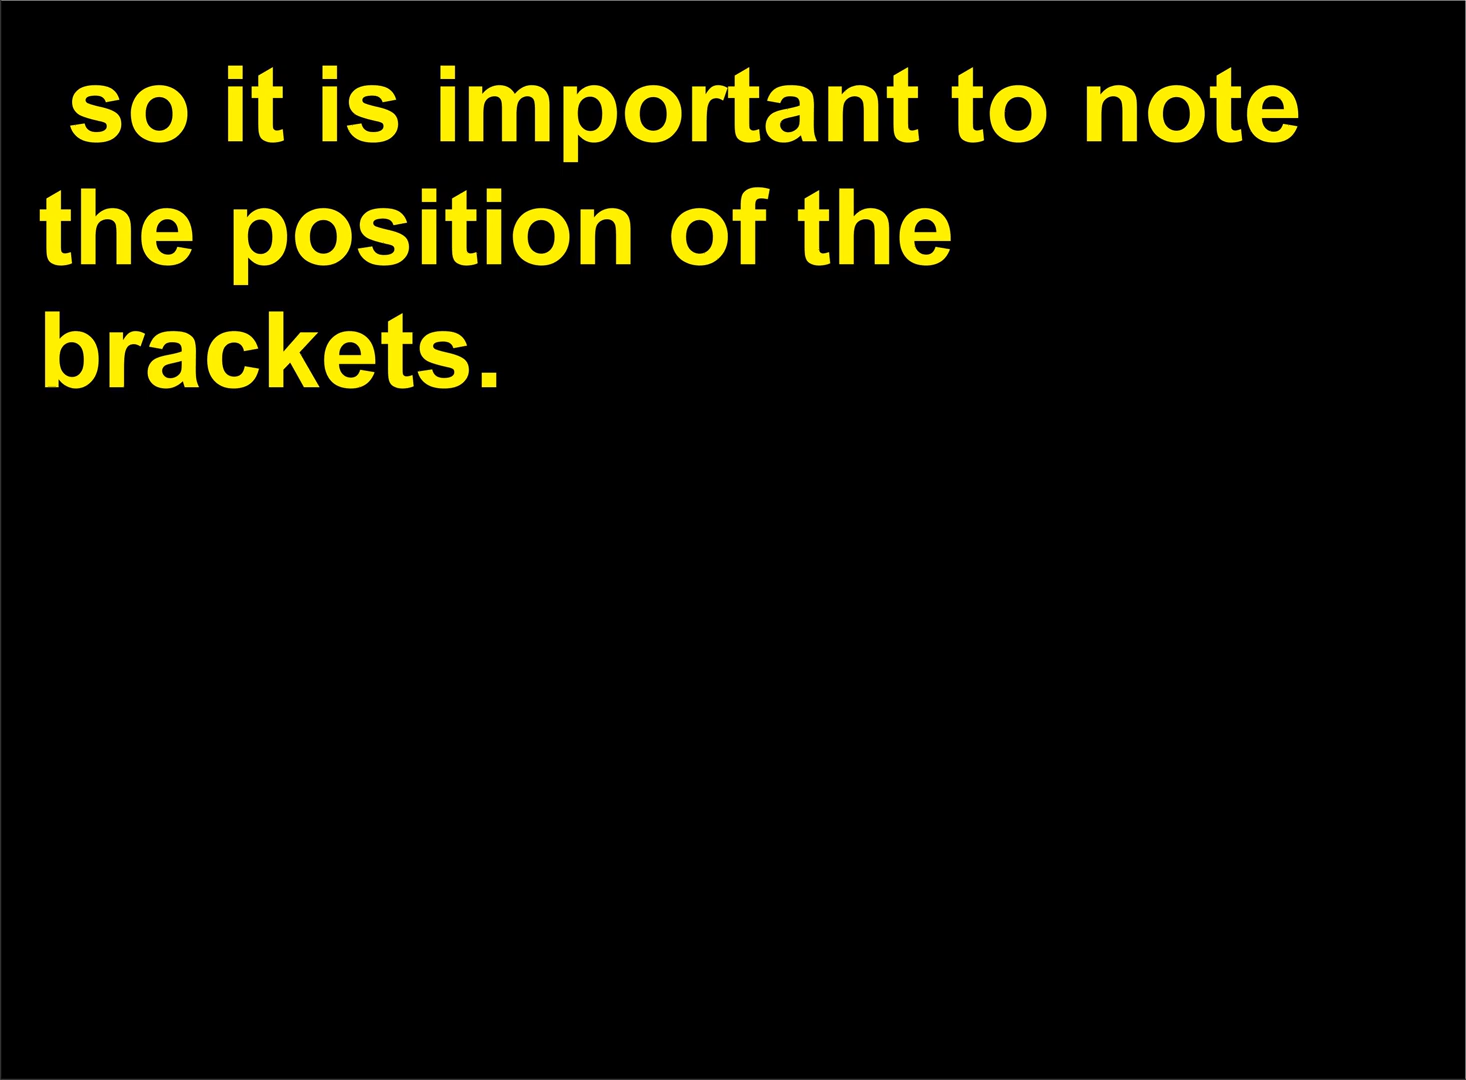 so it is important to note
the position of the
brackets.